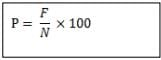 P = F/N × 100